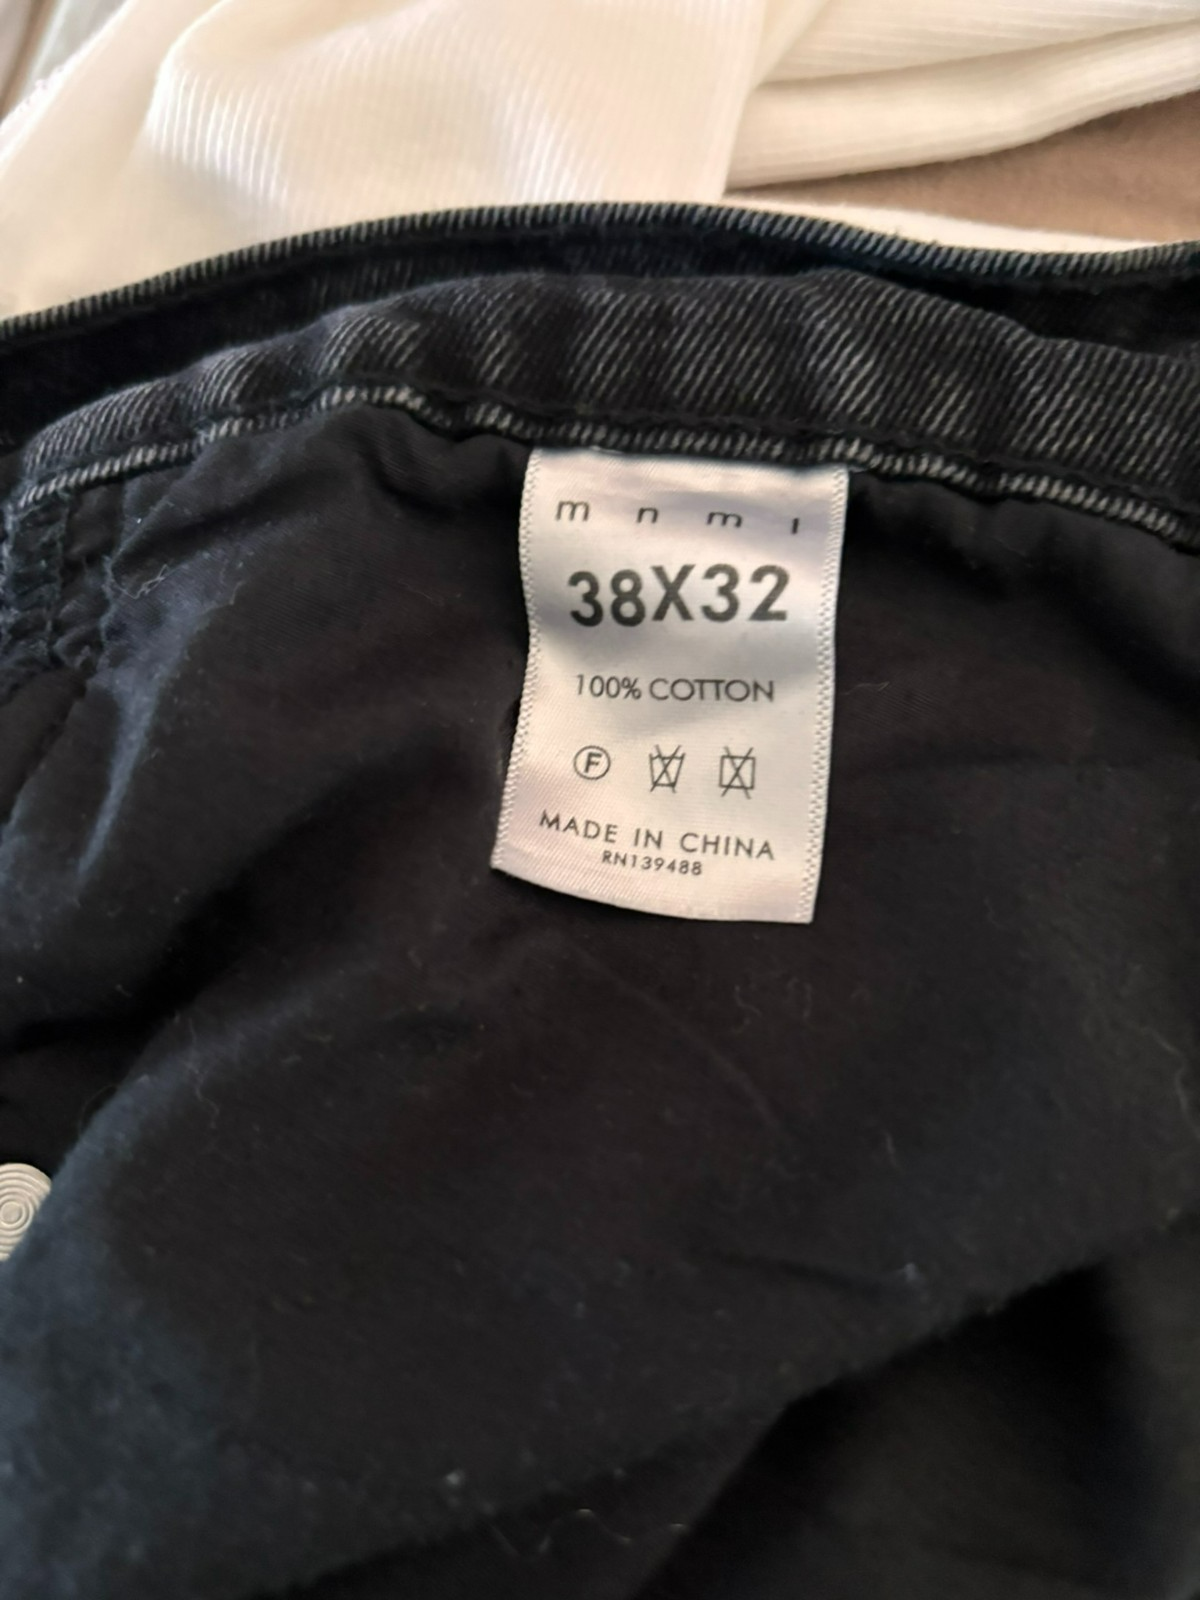 m n m ı
38X32
100% COTTON
F
MADE IN CHINA
RN139488